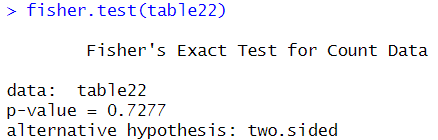 > fisher.test(table22)
Fisher's Exact Test for Count Data
data:  table22
p-value = 0.7277
alternative hypothesis: two.sided